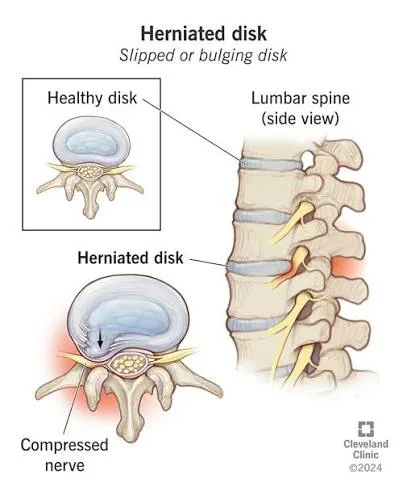 Herniated disk
Slipped or bulging disk
Healthy disk
Lumbar spine
(side view)
Herniated disk
Compressed
nerve
Cleveland
Clinic
©2024